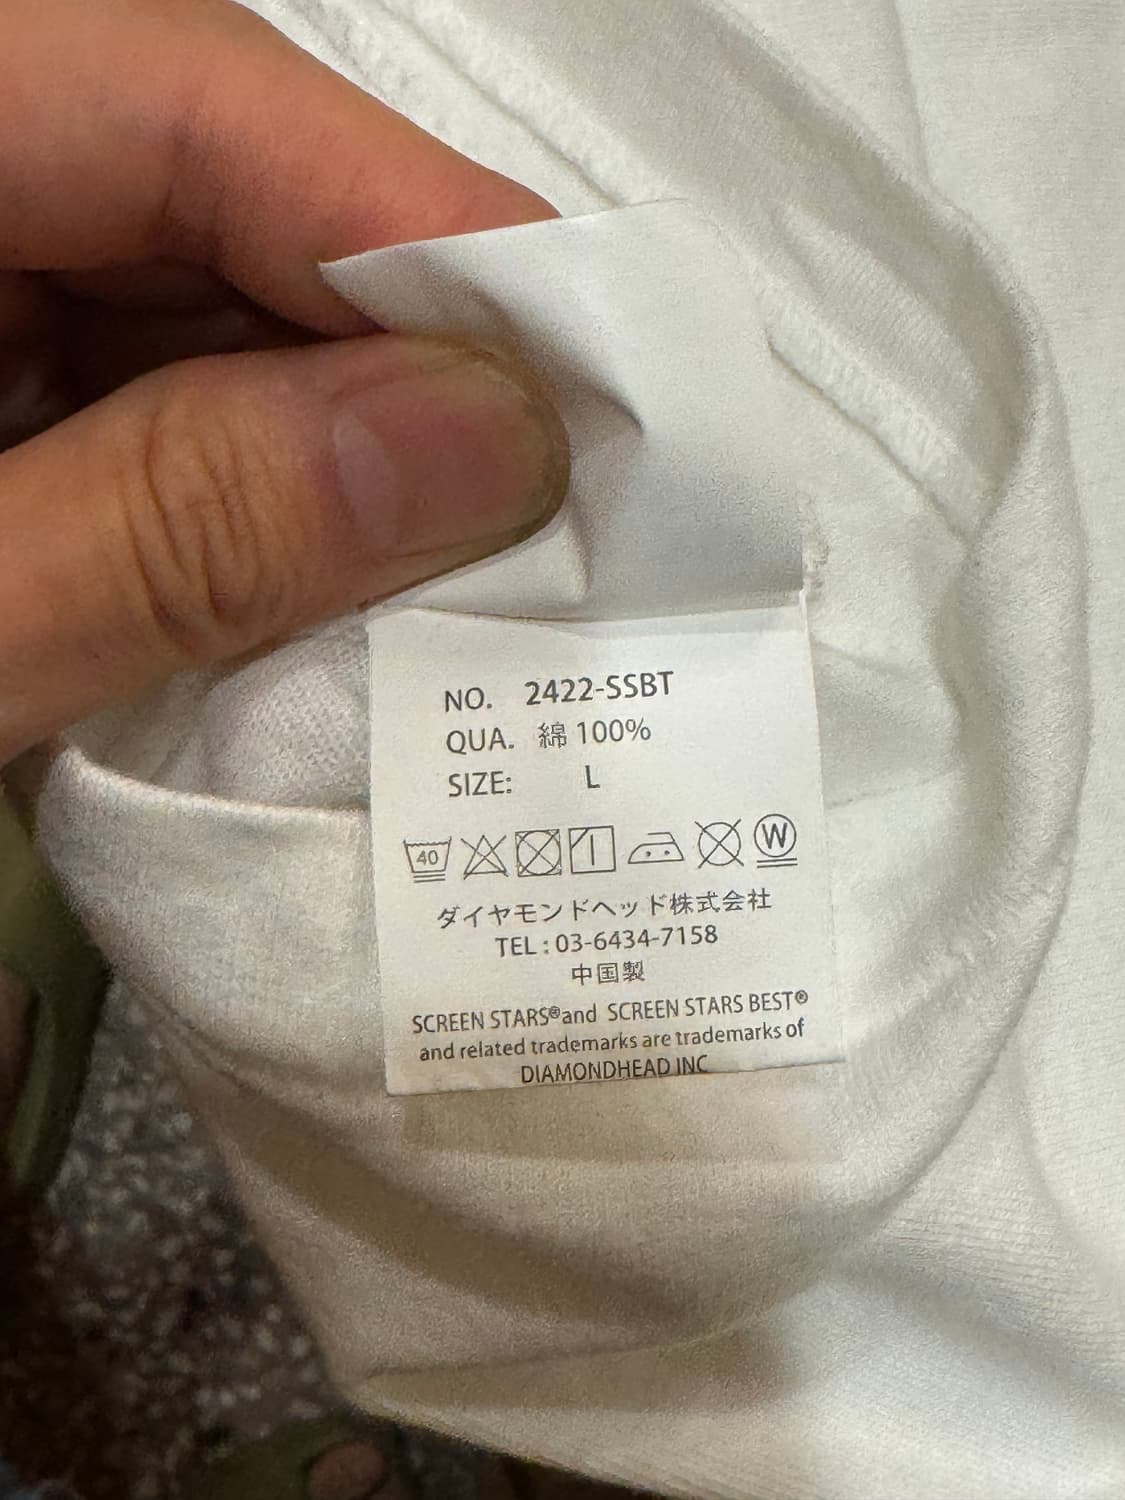 NO. 2422-SSBT
QUA. 綿 100%
SIZE: L
40 W
ダイヤモンドヘッド株式会社
TEL : 03-6434-7158
中国製
SCREEN STARS® and SCREEN STARS BEST®
and related trademarks are trademarks of
DIAMONDHEAD INC